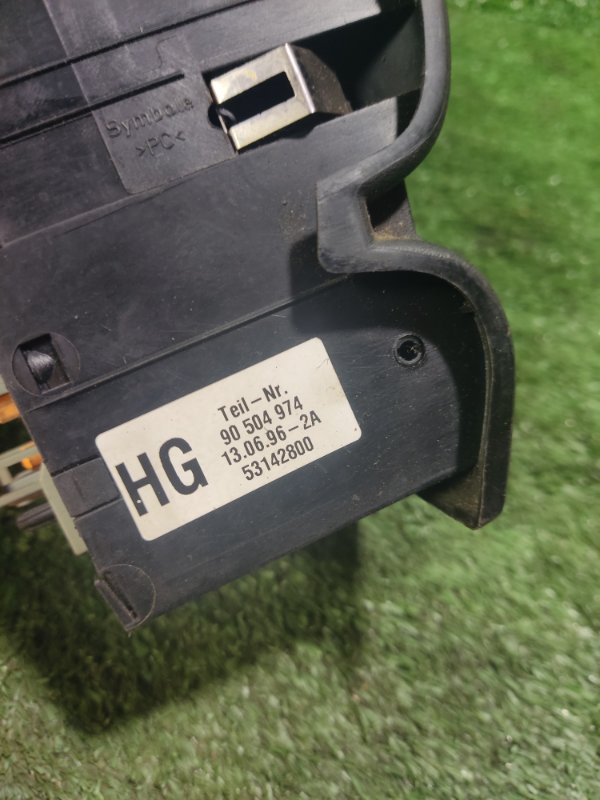 Symbole
>PC<
HG
Teil-Nr.
90 504 974
13.06.96-2A
53142800